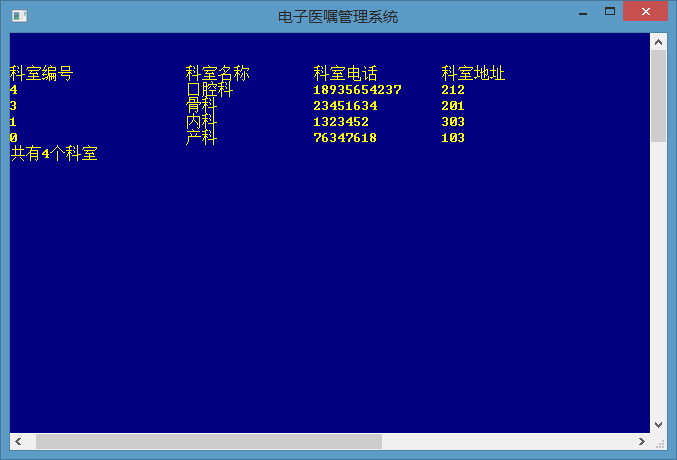 电子医嘱管理系统
科室编号 科室名称 科室电话 科室地址
4 口腔科 18935654237 212
3 骨科 23451634 201
1 内科 1323452 303
0 产科 76347618 103
共有4个科室